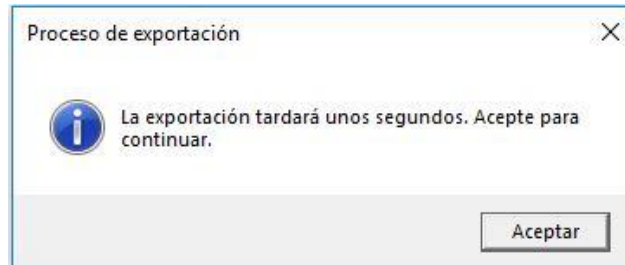 Proceso de exportación
La exportación tardará unos segundos. Acepte para
continuar.
Aceptar